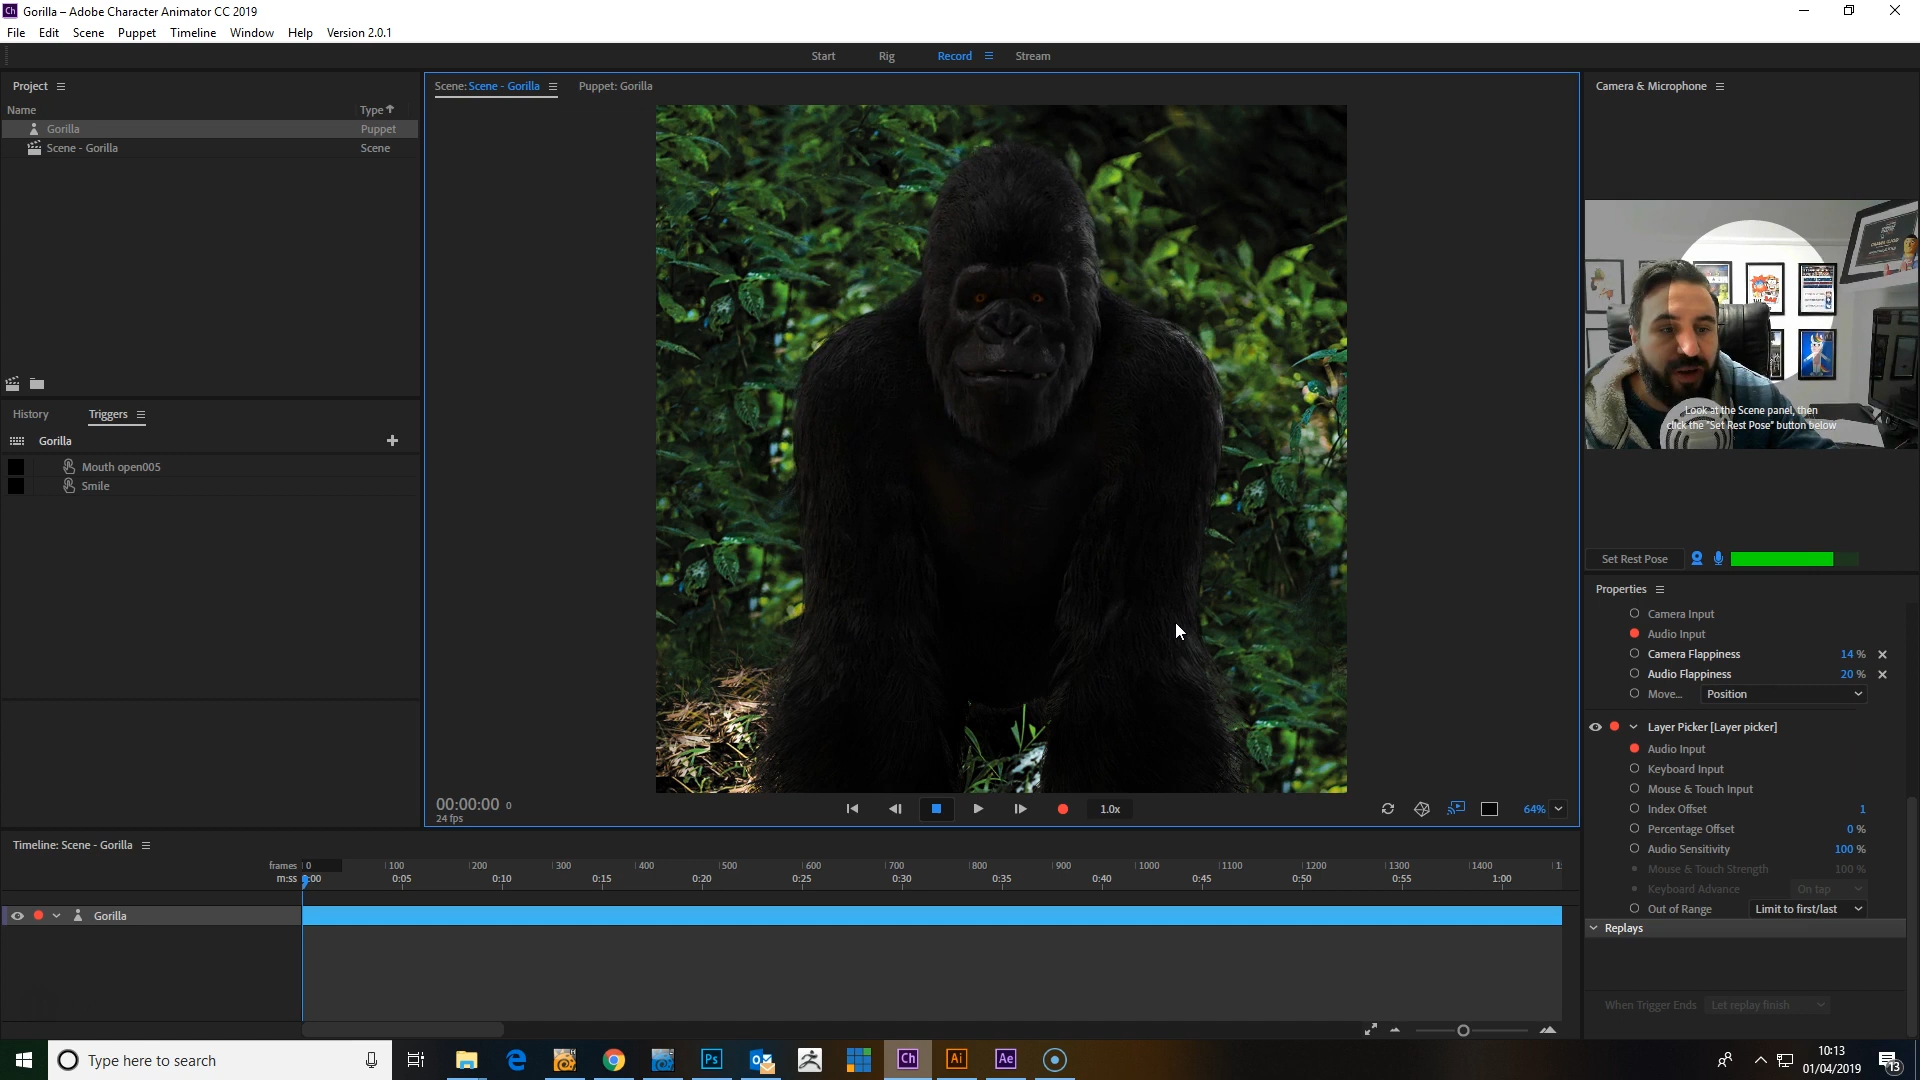 Ch Gorilla – Adobe Character Animator CC 2019
File Edit Scene Puppet Timeline Window Help Version 2.0.1
Start Rig Record Stream
Project
Name Type
Gorilla Puppet
Scene - Gorilla Scene
History Triggers
Gorilla
Mouth open005
Smile
Scene: Scene - Gorilla Puppet: Gorilla
00:00:00 0
24 fps
1.0x
64%
Camera & Microphone
Look at the Scene panel, then
click the "Set Rest Pose" button below
Set Rest Pose
Properties
Camera Input
Audio Input
Camera Flappiness 14 %
Audio Flappiness 20 %
Move... Position
Layer Picker [Layer picker]
Audio Input
Keyboard Input
Mouse & Touch Input
Index Offset 1
Percentage Offset 0 %
Audio Sensitivity 100 %
Mouse & Touch Strength 100 %
Keyboard Advance On tap
Out of Range Limit to first/last
Replays
When Trigger Ends Let replay finish
Timeline: Scene - Gorilla
frames 0 100 200 300 400 500 600 700 800 900 1000 1100 1200 1300 1400
m:ss 0:00 0:05 0:10 0:15 0:20 0:25 0:30 0:35 0:40 0:45 0:50 0:55 1:00
Gorilla
Type here to search
Ps
Ch
Ai
Ae
10:13
01/04/2019
13